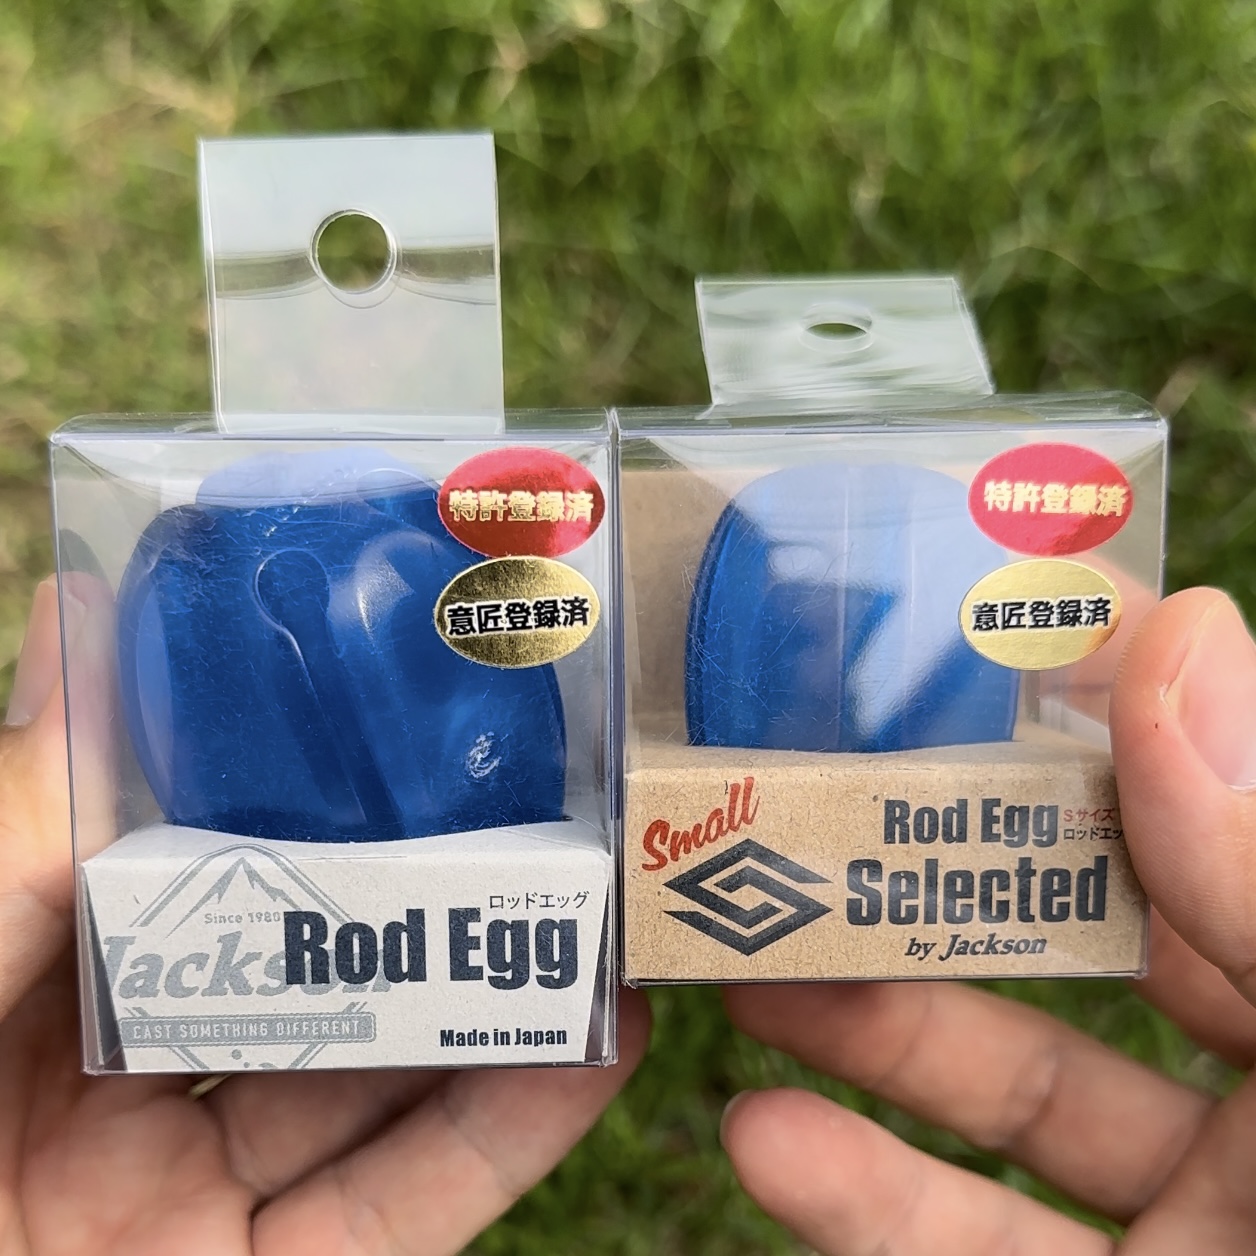 特許登録済
意匠登録済
Since 1980
Jackson
ロッドエッグ
Rod Egg
CAST SOMETHING DIFFERENT
Made in Japan
特許登録済
意匠登録済
Small
Rod Egg
Sサイズ
ロッドエッ
Selected
by Jackson